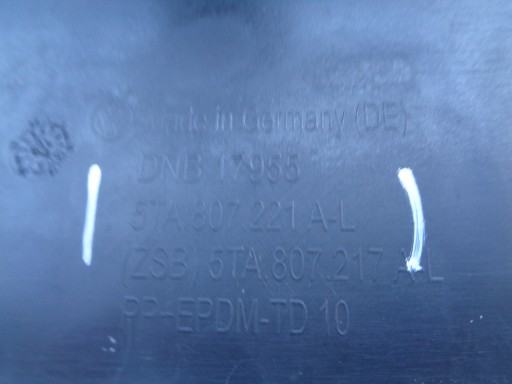 Made in Germany (DE)
DNB 17955
5TA.807.221 A-L
(ZSB) 5TA.807.217 A-L
PP-EPDM-TD 10